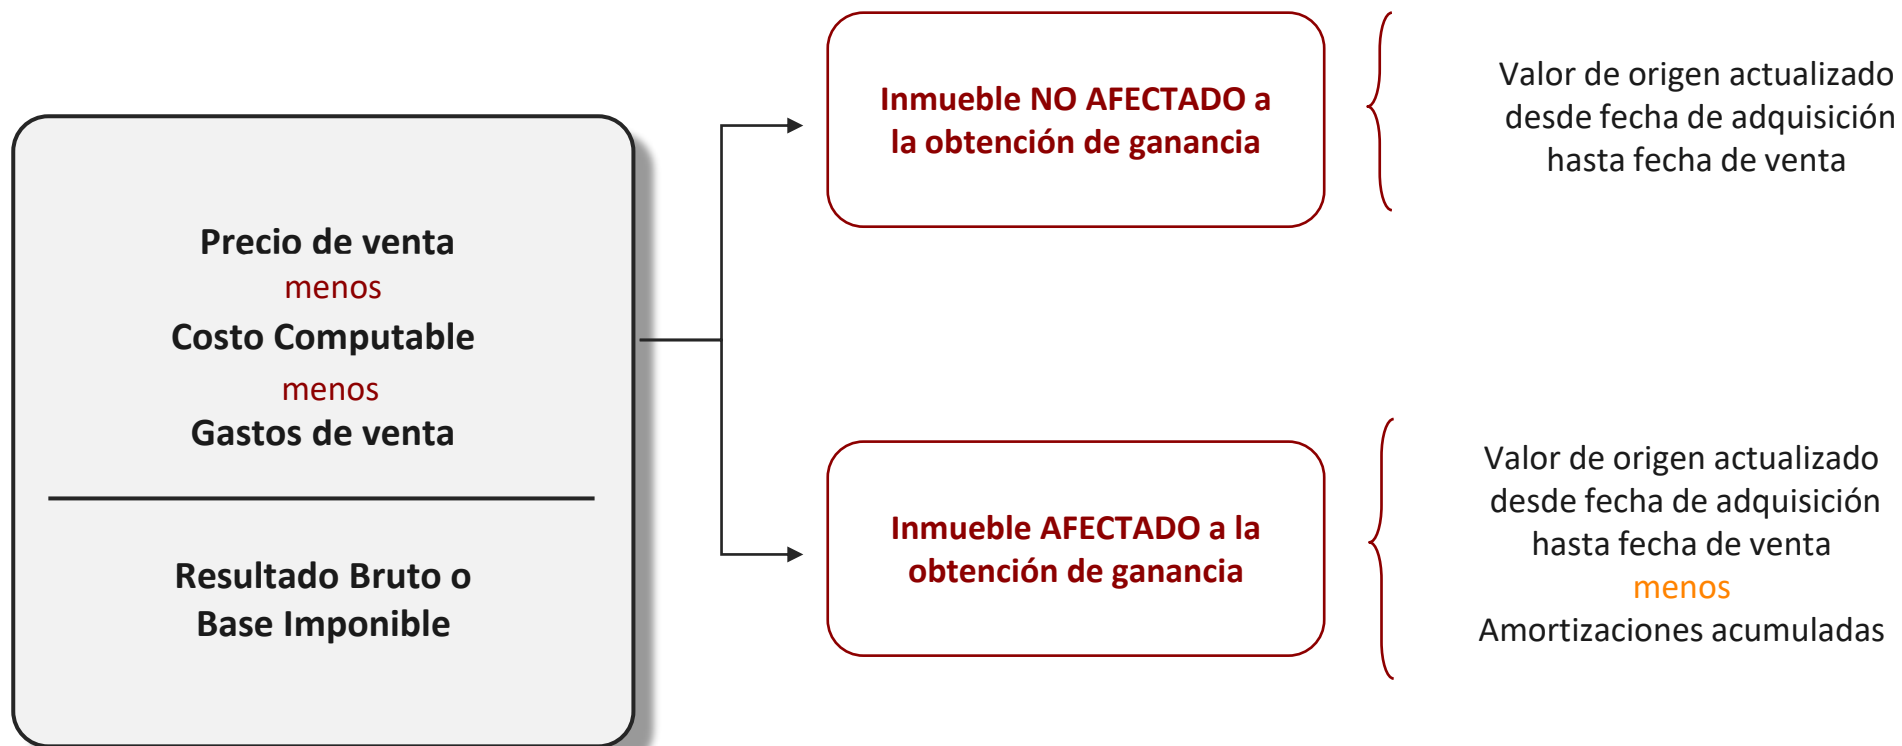 Precio de venta
menos
Costo Computable
menos
Gastos de venta
Resultado Bruto o
Base Imponible
Inmueble NO AFECTADO a
la obtención de ganancia
Valor de origen actualizado
desde fecha de adquisición
hasta fecha de venta
Inmueble AFECTADO a la
obtención de ganancia
Valor de origen actualizado
desde fecha de adquisición
hasta fecha de venta
menos
Amortizaciones acumuladas